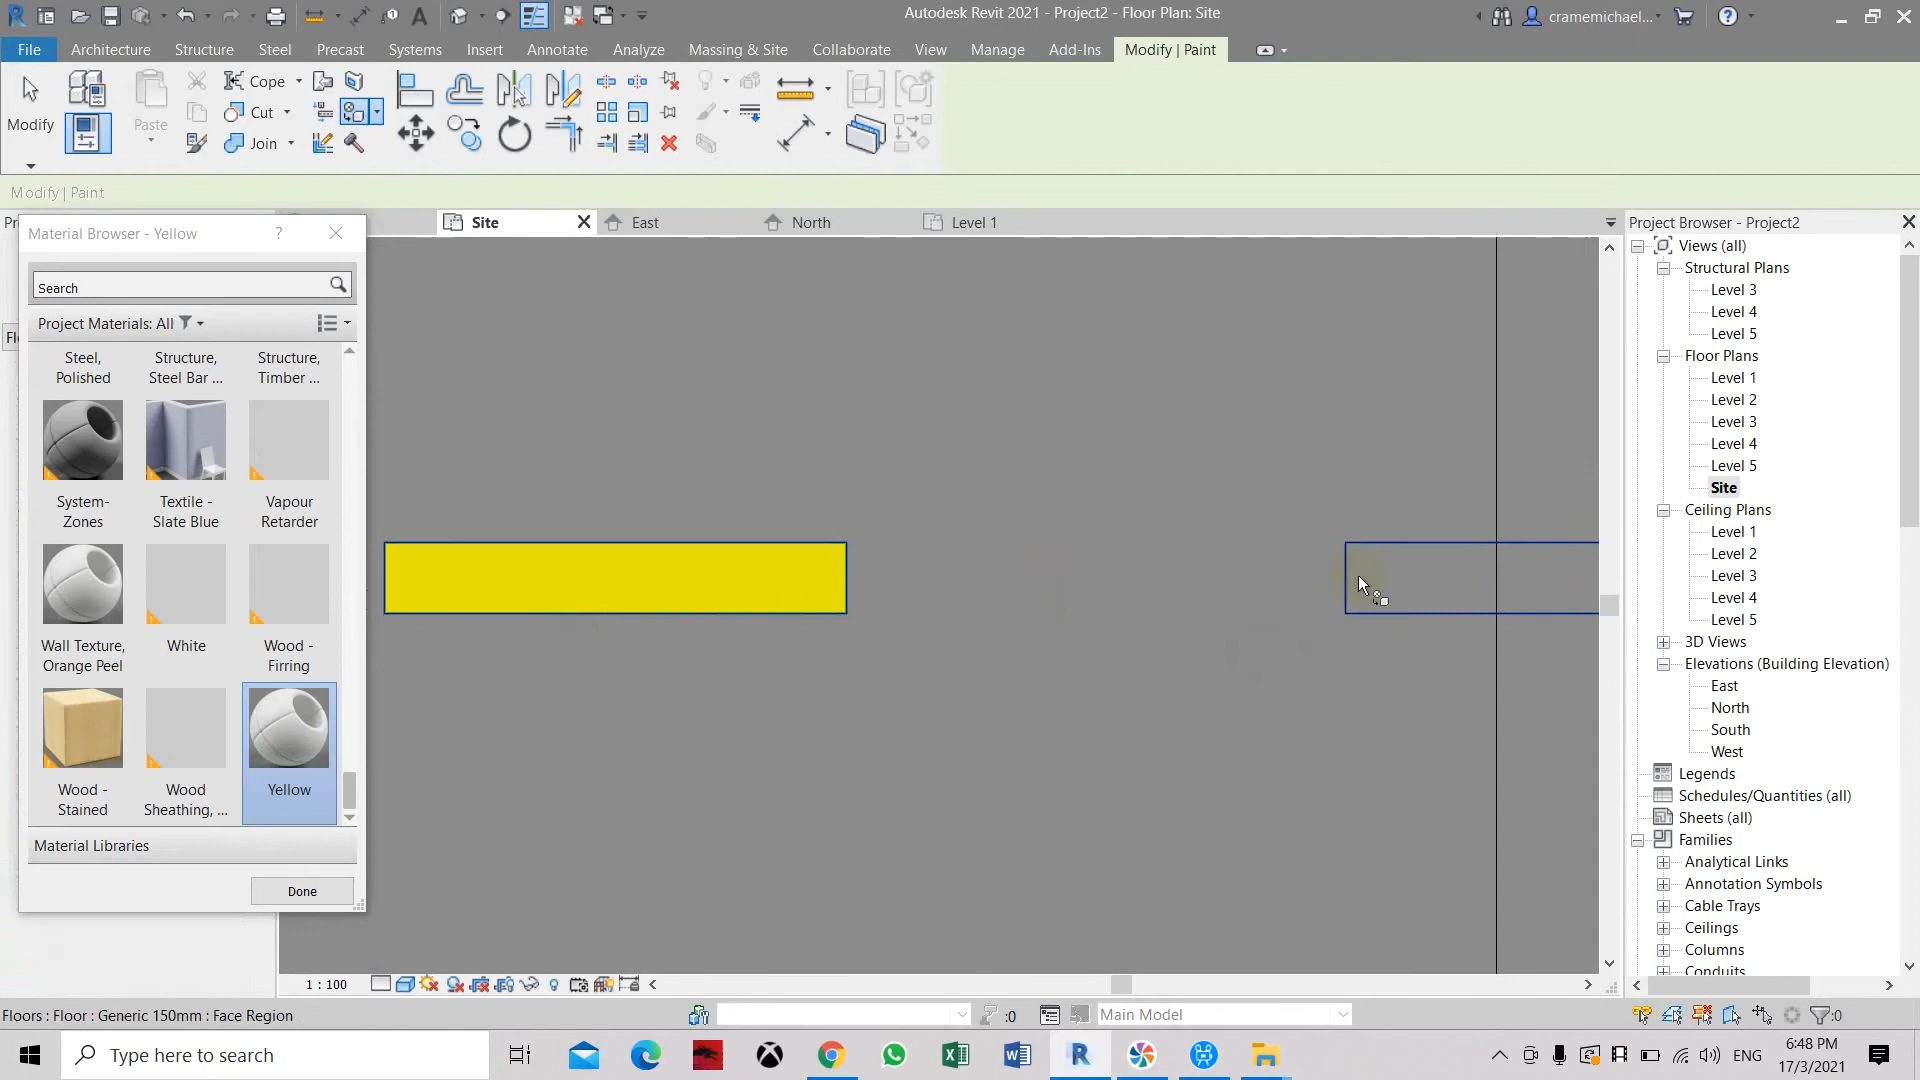 Autodesk Revit 2021 - Project2 - Floor Plan: Site
cramemichael...
File Architecture Structure Steel Precast Systems Insert Annotate Analyze Massing & Site Collaborate View Manage Add-Ins Modify | Paint
Modify
Paste
Cope
Cut
Join
Modify | Paint
Site
East
North
Level 1
Material Browser - Yellow
Search
Project Materials: All
Steel, Polished
Structure, Steel Bar ...
Structure, Timber ...
System-Zones
Textile - Slate Blue
Vapour Retarder
Wall Texture, Orange Peel
White
Wood - Firring
Wood - Stained
Wood Sheathing, ...
Yellow
Material Libraries
Done
Project Browser - Project2
Views (all)
Structural Plans
Level 3
Level 4
Level 5
Floor Plans
Level 1
Level 2
Level 3
Level 4
Level 5
Site
Ceiling Plans
Level 1
Level 2
Level 3
Level 4
Level 5
3D Views
Elevations (Building Elevation)
East
North
South
West
Legends
Schedules/Quantities (all)
Sheets (all)
Families
Analytical Links
Annotation Symbols
Cable Trays
Ceilings
Columns
Conduits
1 : 100
Floors : Floor : Generic 150mm : Face Region
:0
Main Model
:0
Type here to search
ENG
6:48 PM
17/3/2021